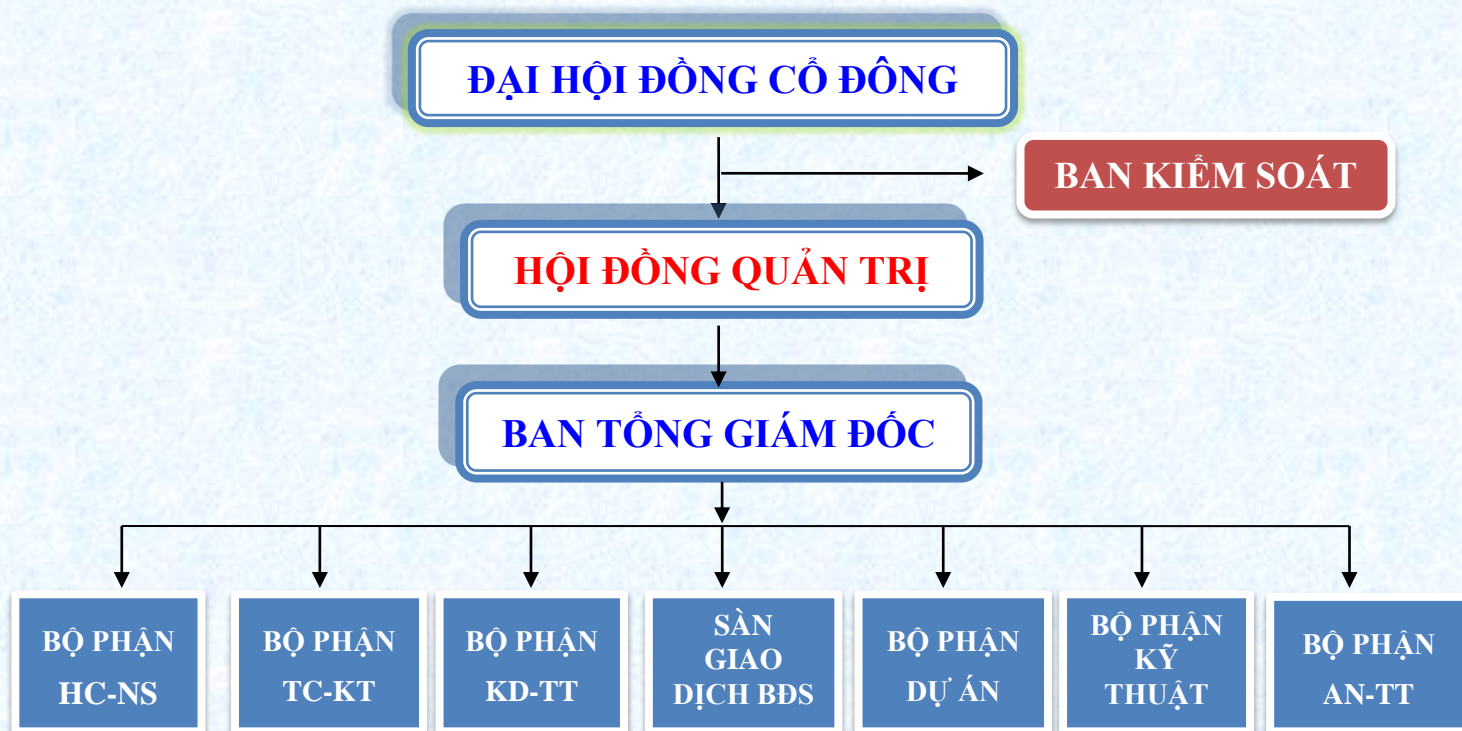 ĐẠI HỘI ĐỒNG CỔ ĐÔNG
BAN KIỂM SOÁT
HỘI ĐỒNG QUẢN TRỊ
BAN TỔNG GIÁM ĐỐC
BỘ PHẬN
HC-NS
BỘ PHẬN
TC-KT
BỘ PHẬN
KD-TT
SÀN
GIAO
DỊCH BĐS
BỘ PHẬN
DỰ ÁN
BỘ PHẬN
KỸ
THUẬT
BỘ PHẬN
AN-TT